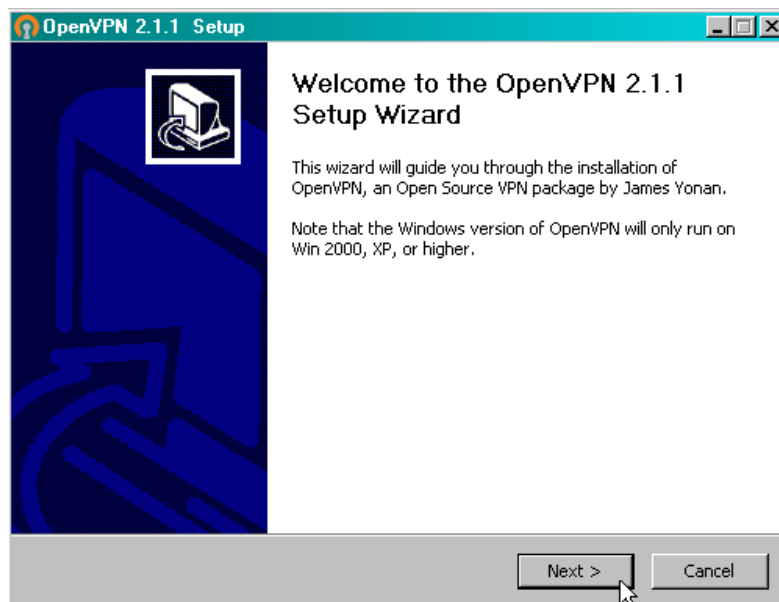 OpenVPN 2.1.1 Setup
Welcome to the OpenVPN 2.1.1
Setup Wizard
This wizard will guide you through the installation of
OpenVPN, an Open Source VPN package by James Yonan.
Note that the Windows version of OpenVPN will only run on
Win 2000, XP, or higher.
Next >
Cancel